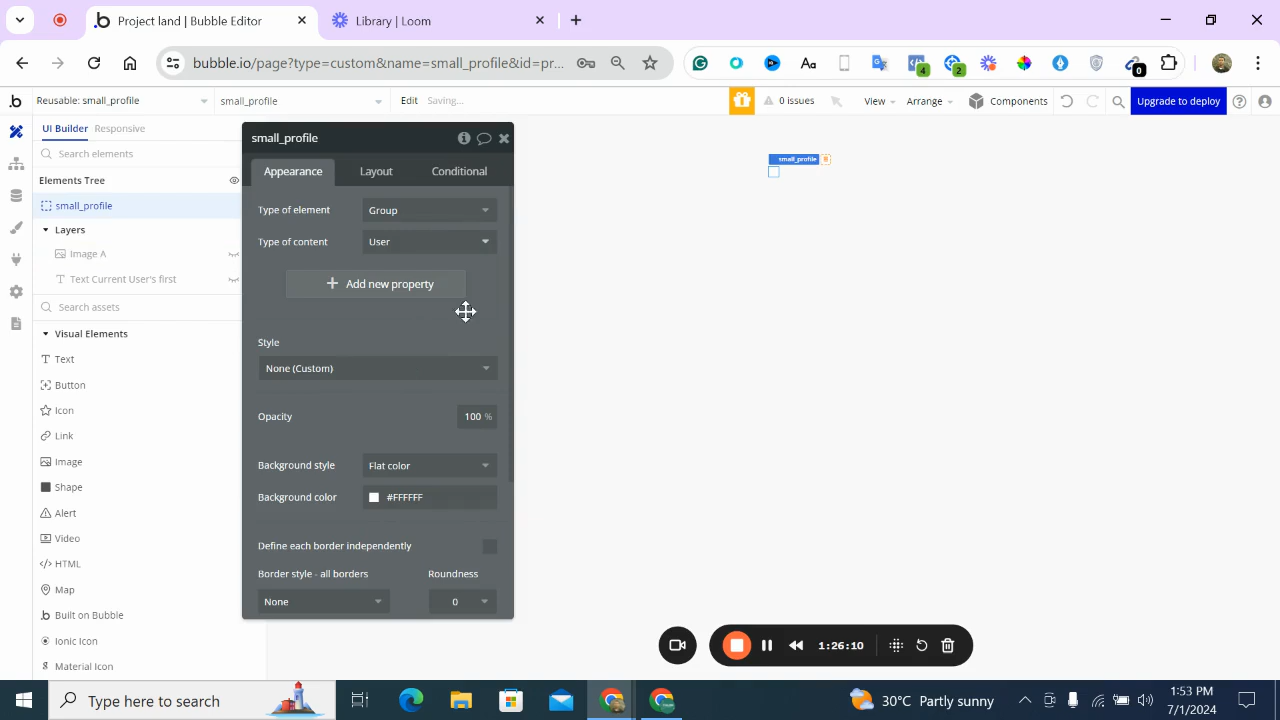 Project land | Bubble Editor
Library | Loom
bubble.io/page?type=custom&name=small_profile&id=pr...
4
2
0
Reusable: small_profile
small_profile
Edit
Saving...
0 issues
View
Arrange
Components
Upgrade to deploy
UI Builder
Responsive
Search elements
Elements Tree
small_profile
Layers
Image A
Text Current User's first
Search assets
Visual Elements
Text
Button
Icon
Link
Image
Shape
Alert
Video
HTML
Map
Built on Bubble
Ionic Icon
Material Icon
small_profile
Appearance
Layout
Conditional
Type of element
Group
Type of content
User
Add new property
Style
None (Custom)
Opacity
100 %
Background style
Flat color
Background color
#FFFFFF
Define each border independently
Border style - all borders
Roundness
None
0
small_profile
1:26:10
Type here to search
30°C Partly sunny
1:53 PM
7/1/2024